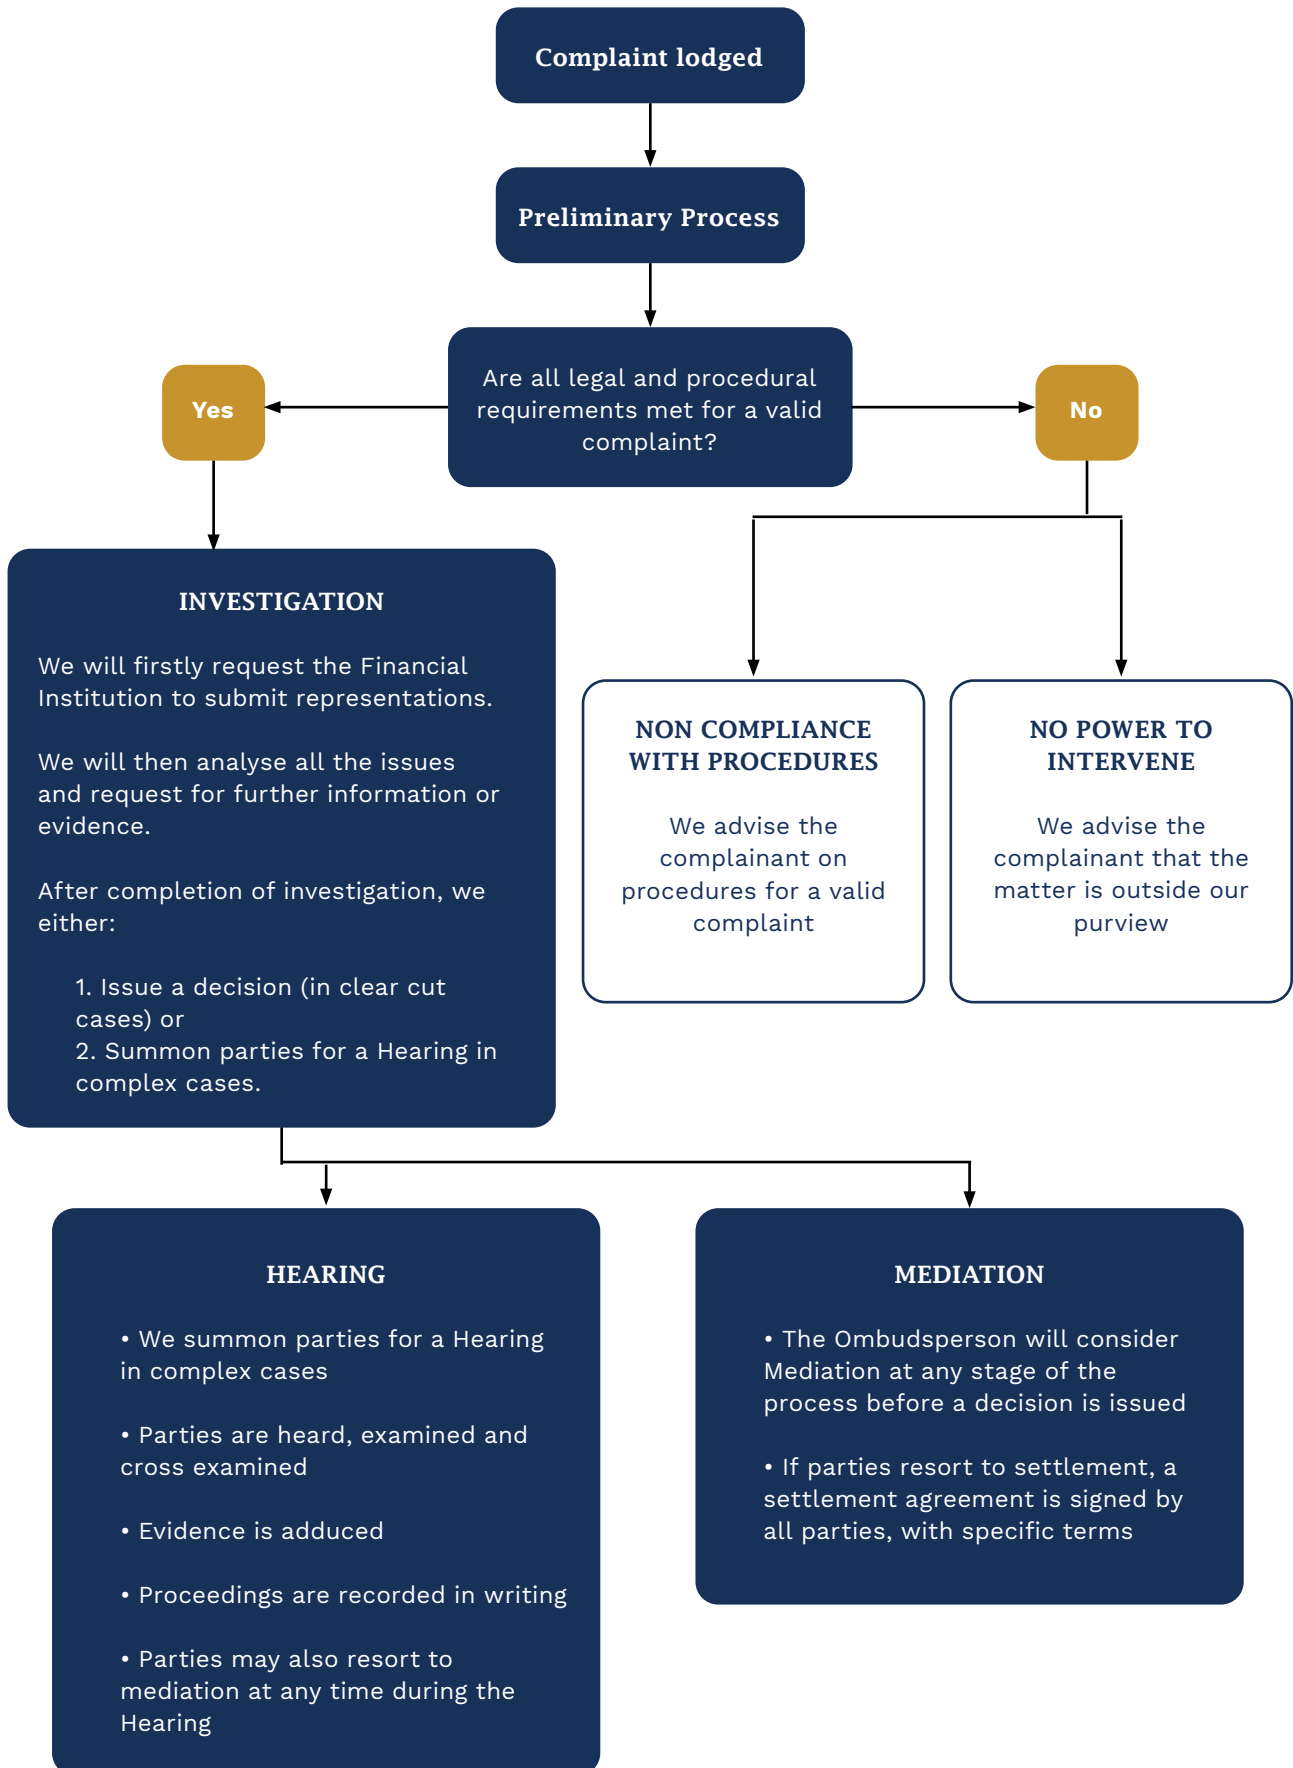 Complaint lodged
Preliminary Process
Are all legal and procedural
requirements met for a valid
complaint?
Yes
No
INVESTIGATION
We will firstly request the Financial
Institution to submit representations.
We will then analyse all the issues
and request for further information or
evidence.
After completion of investigation, we
either:
1. Issue a decision (in clear cut
cases) or
2. Summon parties for a Hearing in
complex cases.
NON COMPLIANCE
WITH PROCEDURES
We advise the
complainant on
procedures for a valid
complaint
NO POWER TO
INTERVENE
We advise the
complainant that the
matter is outside our
purview
HEARING
• We summon parties for a Hearing
in complex cases
• Parties are heard, examined and
cross examined
• Evidence is adduced
• Proceedings are recorded in writing
• Parties may also resort to
mediation at any time during the
Hearing
MEDIATION
• The Ombudsperson will consider
Mediation at any stage of the
process before a decision is issued
• If parties resort to settlement, a
settlement agreement is signed by
all parties, with specific terms